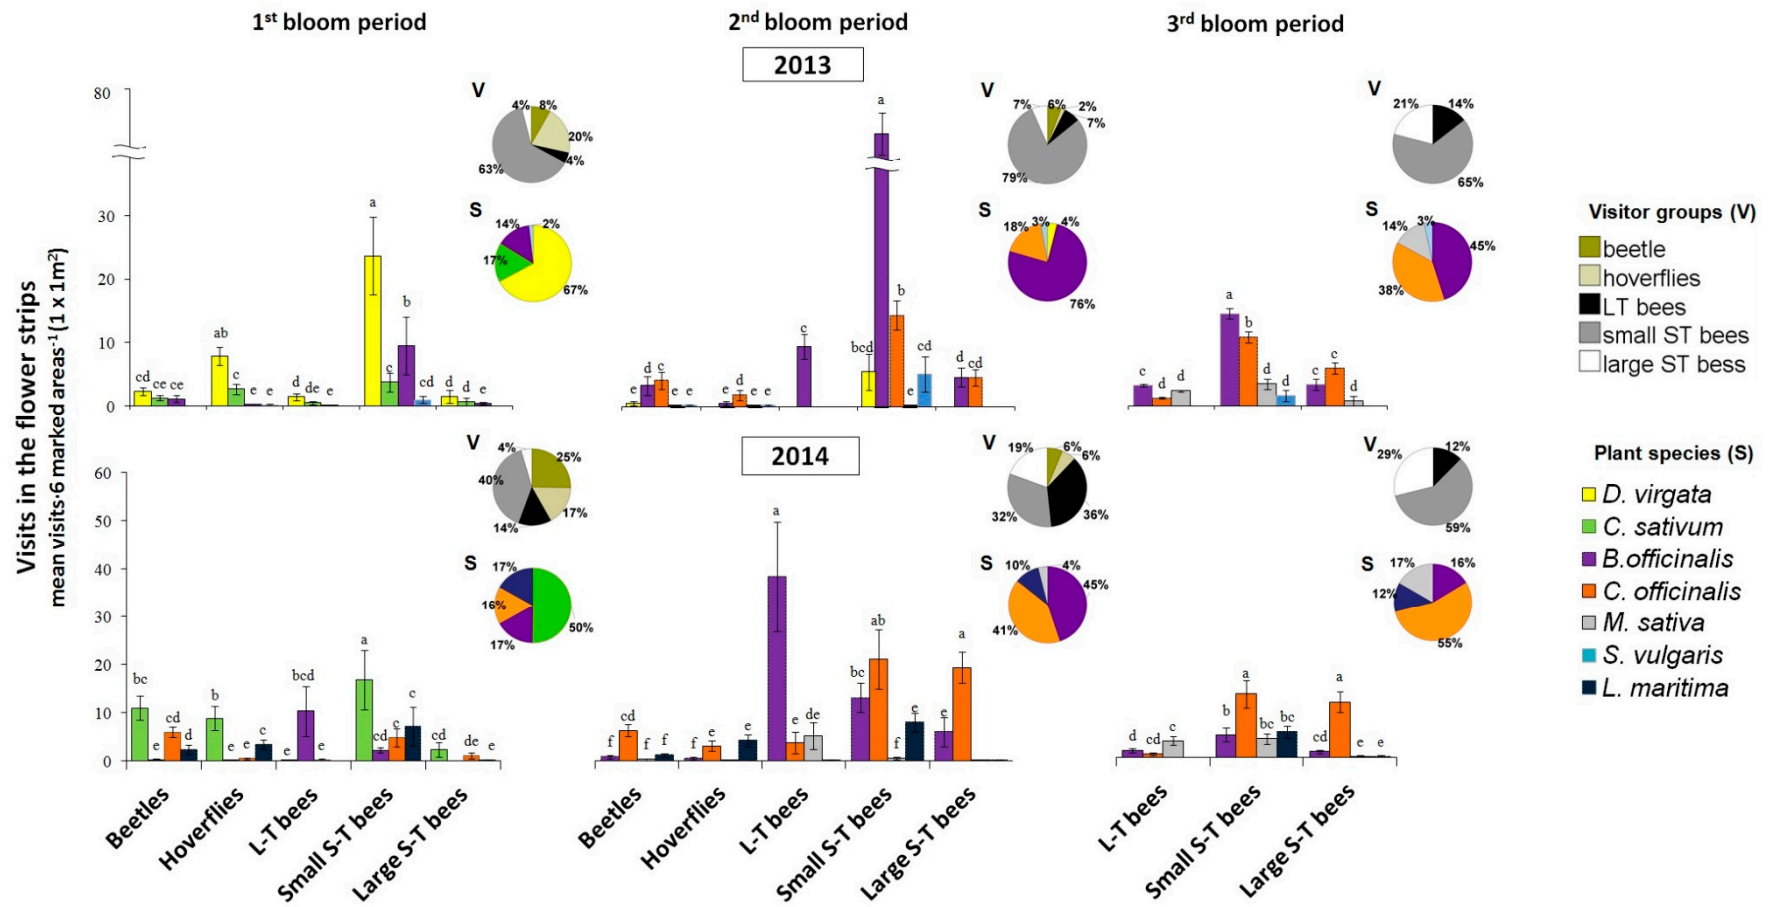 1st bloom period
2nd bloom period
3rd bloom period
2013
Visits in the flower strips
mean visits·6 marked areas-1 (1 x 1m2)
80
30
20
10
0
cd ce ce
ab c e e
d de e
a c b cd
d d e
V
4% 8% 20% 4% 63%
S
14% 2% 17% 67%
e d d e e
e d e e
c
bcd a b e cd
d cd
V
7% 6% 2% 7% 79%
S
18% 3% 4% 76%
c d d
a b d d
c c d
V
21% 14% 65%
S
14% 3% 45% 38%
Visitor groups (V)
beetle
hoverflies
LT bees
small ST bees
large ST bess
2014
60
50
40
30
20
10
0
bc e cd d
b e e c
e bcd e
a cd c c
cd de e
V
4% 25% 40% 17% 14%
S
17% 16% 50% 17%
f cd f f
f e f e
a e de
bc ab f e
e a
V
19% 6% 6% 32% 36%
S
10% 4% 45% 41%
d cd c
b a bc bc
cd a e e
V
29% 12% 59%
S
17% 16% 12% 55%
Plant species (S)
D. virgata
C. sativum
B.officinalis
C. officinalis
M. sativa
S. vulgaris
L. maritima
Beetles
Hoverflies
L-T bees
Small S-T bees
Large S-T bees
Beetles
Hoverflies
L-T bees
Small S-T bees
Large S-T bees
L-T bees
Small S-T bees
Large S-T bees